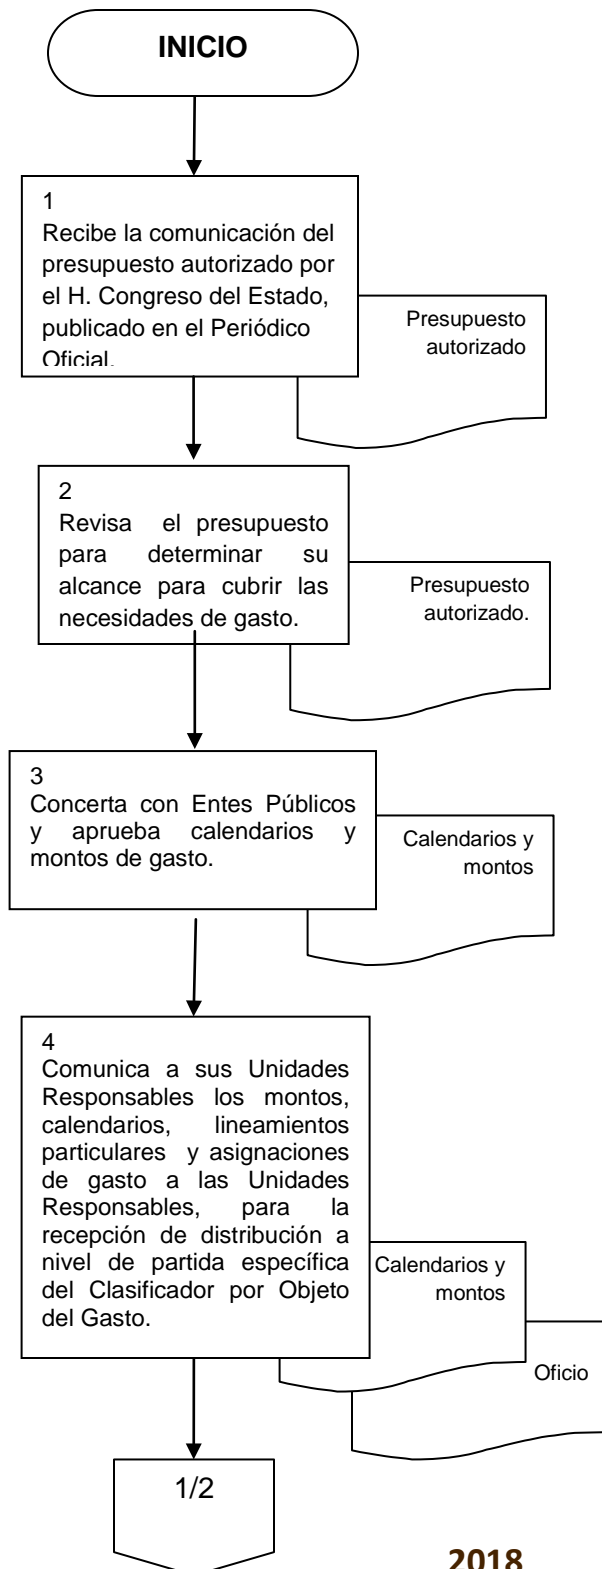 INICIO
1
Recibe la comunicación del
presupuesto autorizado por
el H. Congreso del Estado,
publicado en el Periódico
Oficial.
Presupuesto
autorizado
2
Revisa el presupuesto
para determinar su
alcance para cubrir las
necesidades de gasto.
Presupuesto
autorizado.
3
Concerta con Entes Públicos
y aprueba calendarios y
montos de gasto.
Calendarios y
montos
4
Comunica a sus Unidades
Responsables los montos,
calendarios, lineamientos
particulares y asignaciones
de gasto a las Unidades
Responsables, para la
recepción de distribución a
nivel de partida específica
del Clasificador por Objeto
del Gasto.
Calendarios y
montos
Oficio
1/2
2018